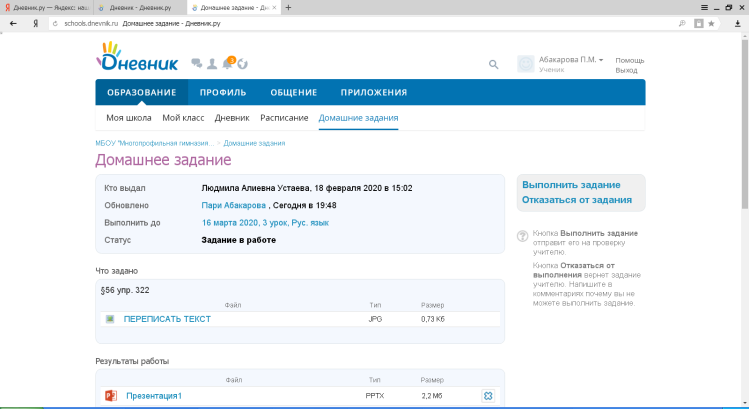 Дневник.ру — Яндекс: наш
Дневник - Дневник.ру
Домашнее задание - Дне
schools.dnevnik.ru Домашнее задание - Дневник.ру
Дневник
3
Абакарова П.М.
Ученик
Помощь
Выход
ОБРАЗОВАНИЕ ПРОФИЛЬ ОБЩЕНИЕ ПРИЛОЖЕНИЯ
Моя школа Мой класс Дневник Расписание Домашние задания
МБОУ "Многопрофильная гимназия... Домашние задания
Домашнее задание
Кто выдал Людмила Алиевна Устаева, 18 февраля 2020 в 15:02
Обновлено Пари Абакарова , Сегодня в 19:48
Выполнить до 16 марта 2020, 3 урок, Рус. язык
Статус Задание в работе
Выполнить задание
Отказаться от задания
Кнопка Выполнить задание
отправит его на проверку
учителю.
Кнопка Отказаться от
выполнения вернет задание
учителю. Напишите в
комментариях почему вы не
можете выполнить задание.
Что задано
§56 упр. 322
Файл Тип Размер
ПЕРЕПИСАТЬ ТЕКСТ JPG 0,73 Кб
Результаты работы
Файл Тип Размер
Презентация1 PPTX 2,2 Мб